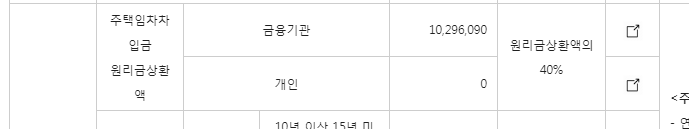 주택임차차
입금
원리금상환
액
금융기관
10,296,090
원리금상환액의
40%
개인
0
<주
- 연
10년 이상 15년 미